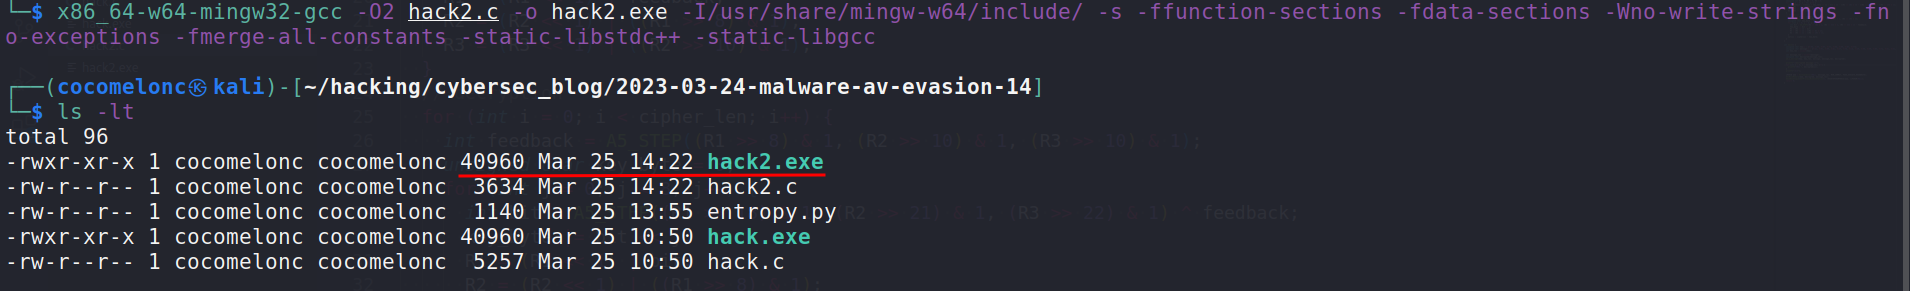 └─$ x86_64-w64-mingw32-gcc -O2 hack2.c -o hack2.exe -I/usr/share/mingw-w64/include/ -s -ffunction-sections -fdata-sections -Wno-write-strings -fn
o-exceptions -fmerge-all-constants -static-libstdc++ -static-libgcc
┌──(cocomelonc㉿kali)-[~/hacking/cybersec_blog/2023-03-24-malware-av-evasion-14]
└─$ ls -lt
total 96
-rwxr-xr-x 1 cocomelonc cocomelonc 40960 Mar 25 14:22 hack2.exe
-rw-r--r-- 1 cocomelonc cocomelonc  3634 Mar 25 14:22 hack2.c
-rw-r--r-- 1 cocomelonc cocomelonc  1140 Mar 25 13:55 entropy.py
-rwxr-xr-x 1 cocomelonc cocomelonc 40960 Mar 25 10:50 hack.exe
-rw-r--r-- 1 cocomelonc cocomelonc  5257 Mar 25 10:50 hack.c